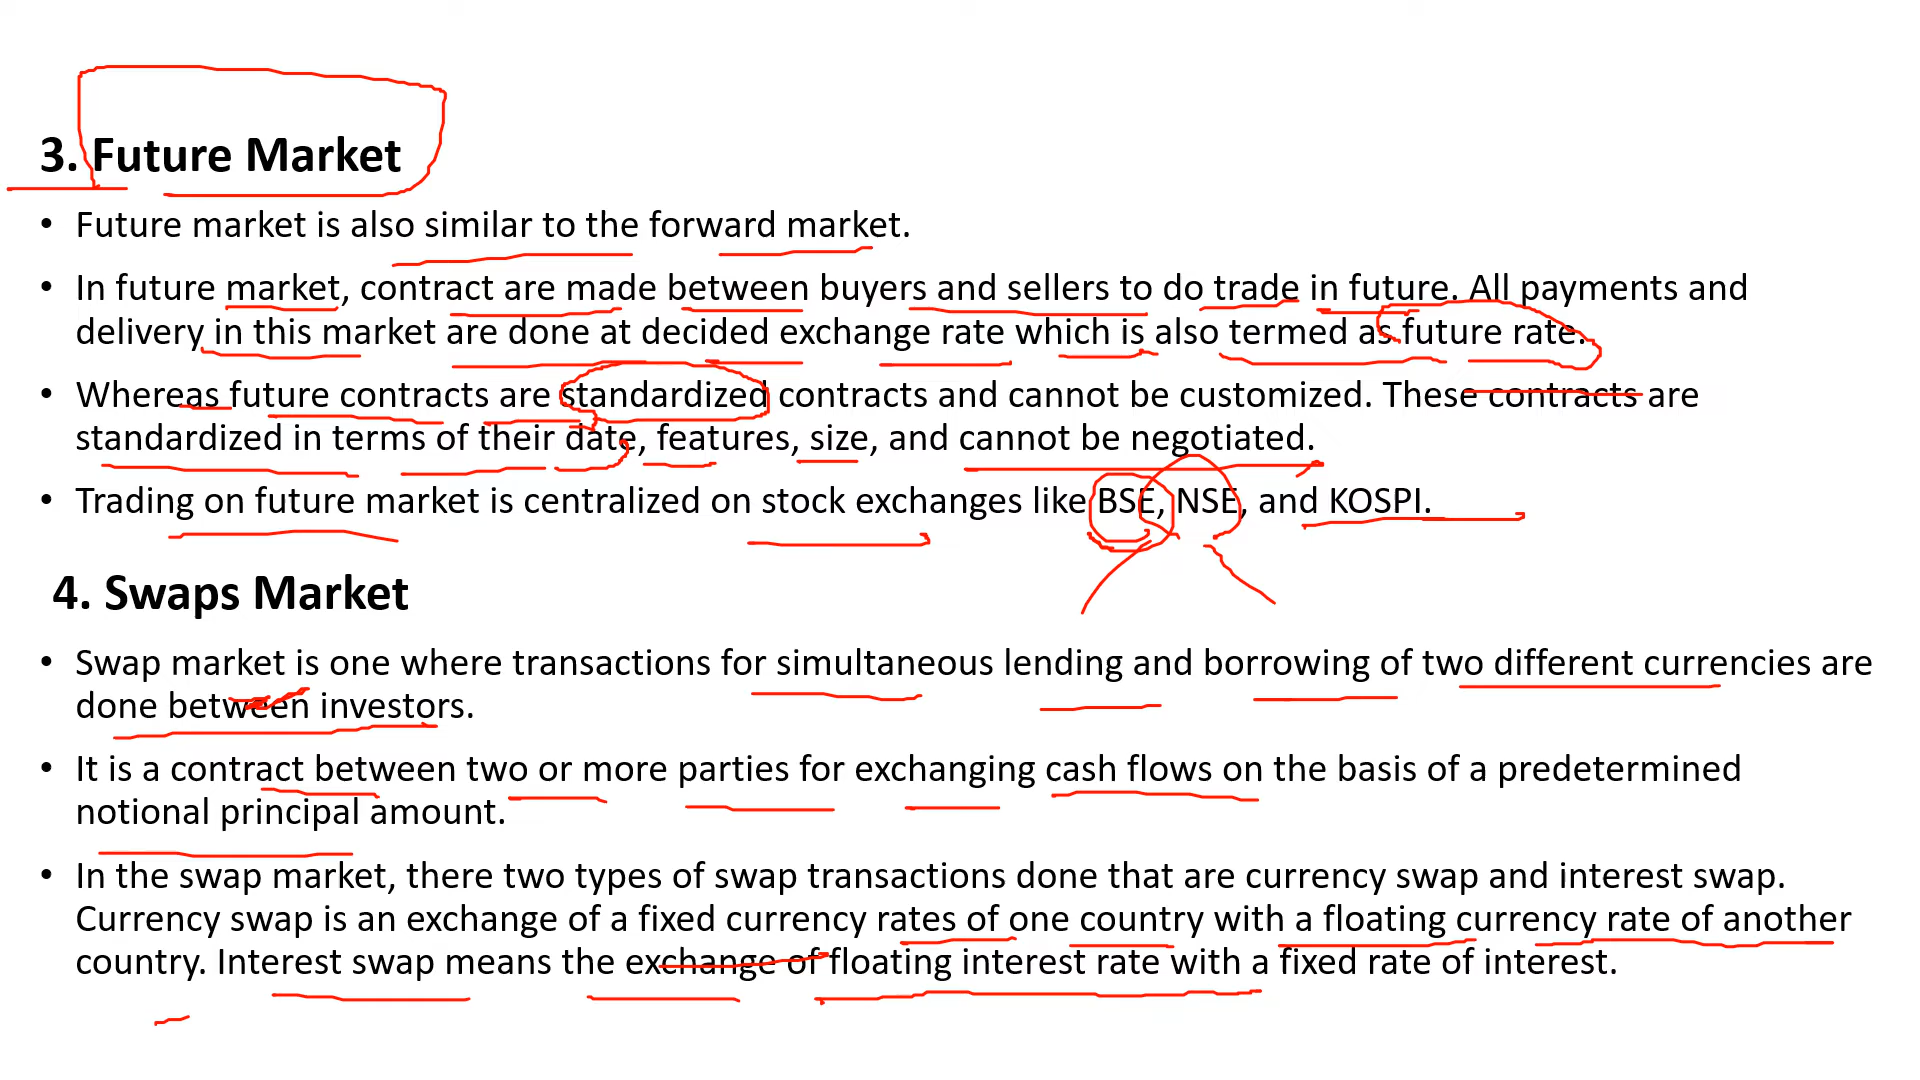 3. Future Market
• Future market is also similar to the forward market.
• In future market, contract are made between buyers and sellers to do trade in future. All payments and
delivery in this market are done at decided exchange rate which is also termed as future rate.
• Whereas future contracts are standardized contracts and cannot be customized. These contracts are
standardized in terms of their date, features, size, and cannot be negotiated.
• Trading on future market is centralized on stock exchanges like BSE, NSE, and KOSPI.
4. Swaps Market
• Swap market is one where transactions for simultaneous lending and borrowing of two different currencies are
done between investors.
• It is a contract between two or more parties for exchanging cash flows on the basis of a predetermined
notional principal amount.
• In the swap market, there two types of swap transactions done that are currency swap and interest swap.
Currency swap is an exchange of a fixed currency rates of one country with a floating currency rate of another
country. Interest swap means the exchange of floating interest rate with a fixed rate of interest.